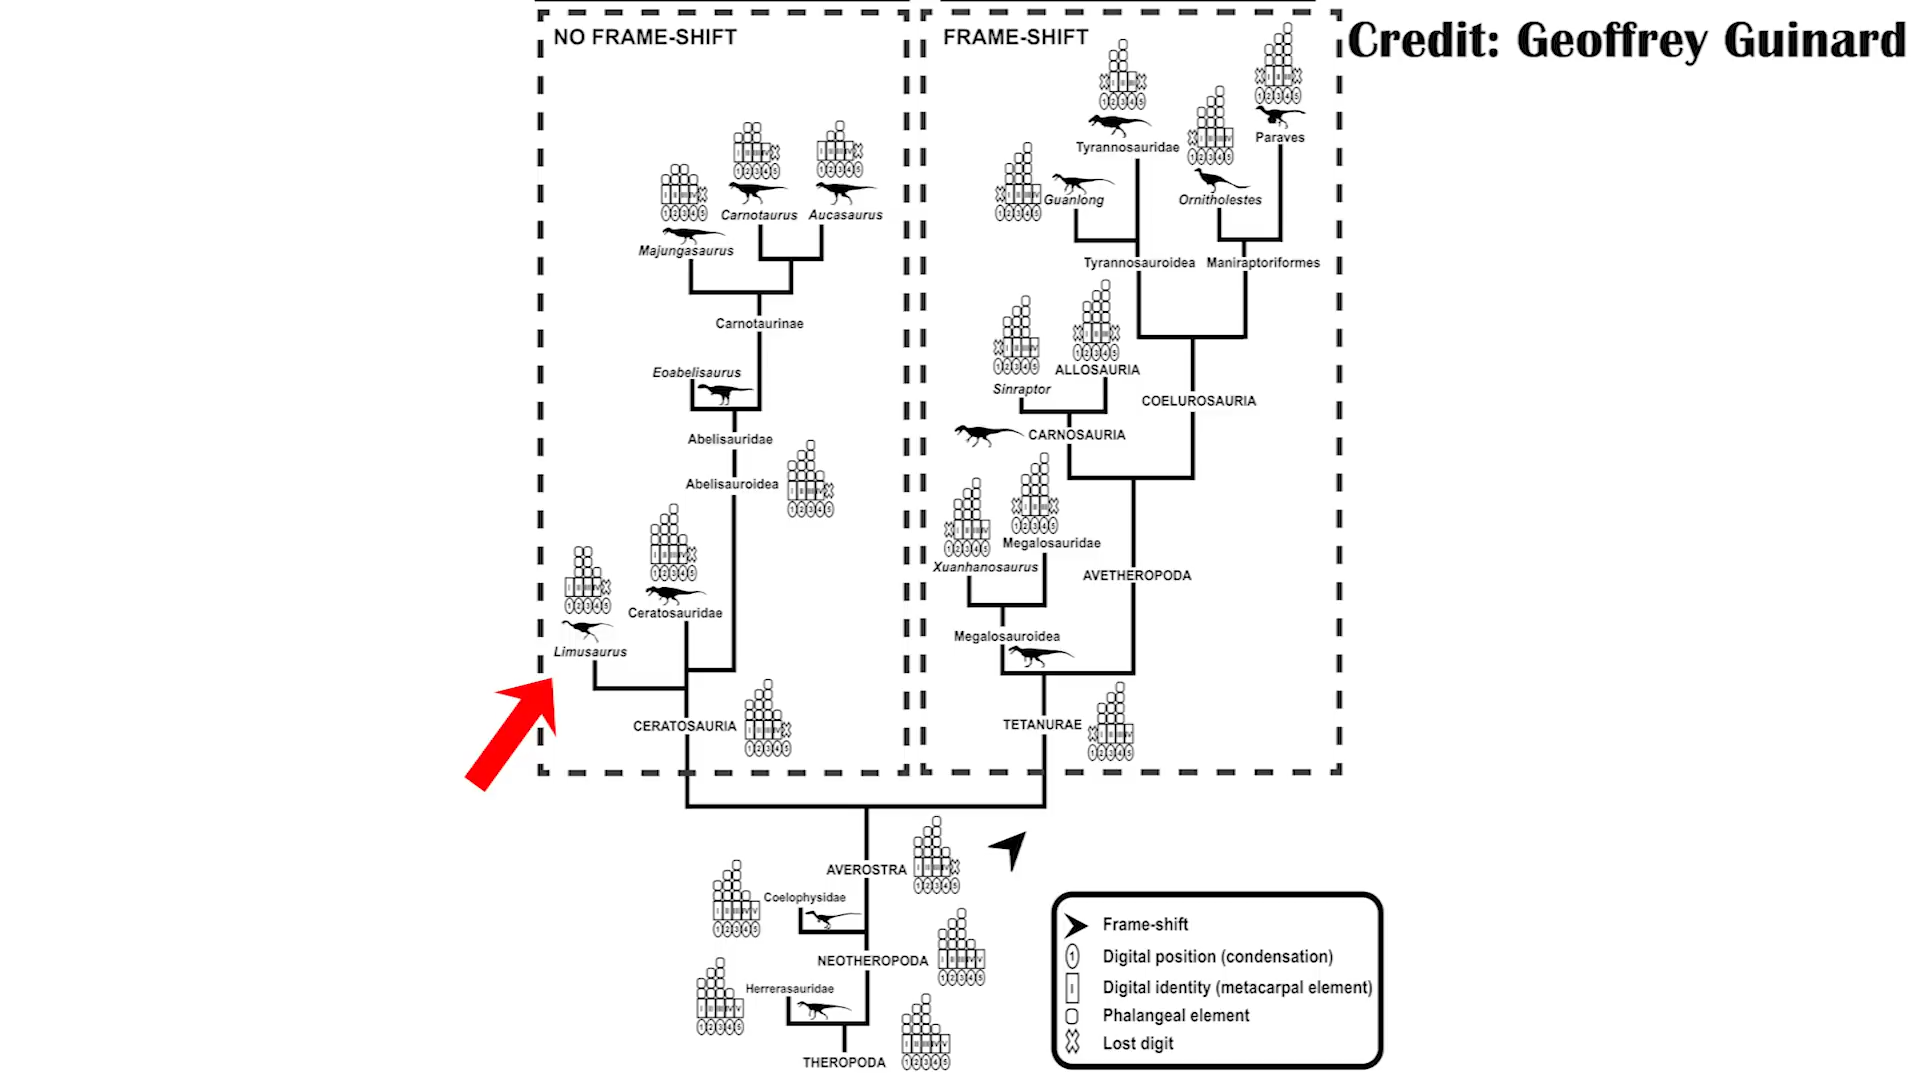 NO FRAME-SHIFT
FRAME-SHIFT
Credit: Geoffrey Guinard
Tyrannosauridae
Paraves
Guanlong
Ornitholestes
Carnotaurus
Aucasaurus
Majungasaurus
Tyrannosauroidea
Maniraptoriformes
Carnotaurinae
Eoabelisaurus
Sinraptor
ALLOSAURIA
COELUROSAURIA
CARNOSAURIA
Abelisauridae
Abelisauroidea
Megalosauridae
Xuanhanosaurus
AVETHEROPODA
Ceratosauridae
Limusaurus
Megalosauroidea
CERATOSAURIA
TETANURAE
AVEROSTRA
Coelophysidae
NEOTHEROPODA
Herrerasauridae
THEROPODA
Frame-shift
1 Digital position (condensation)
I Digital identity (metacarpal element)
Phalangeal element
Lost digit